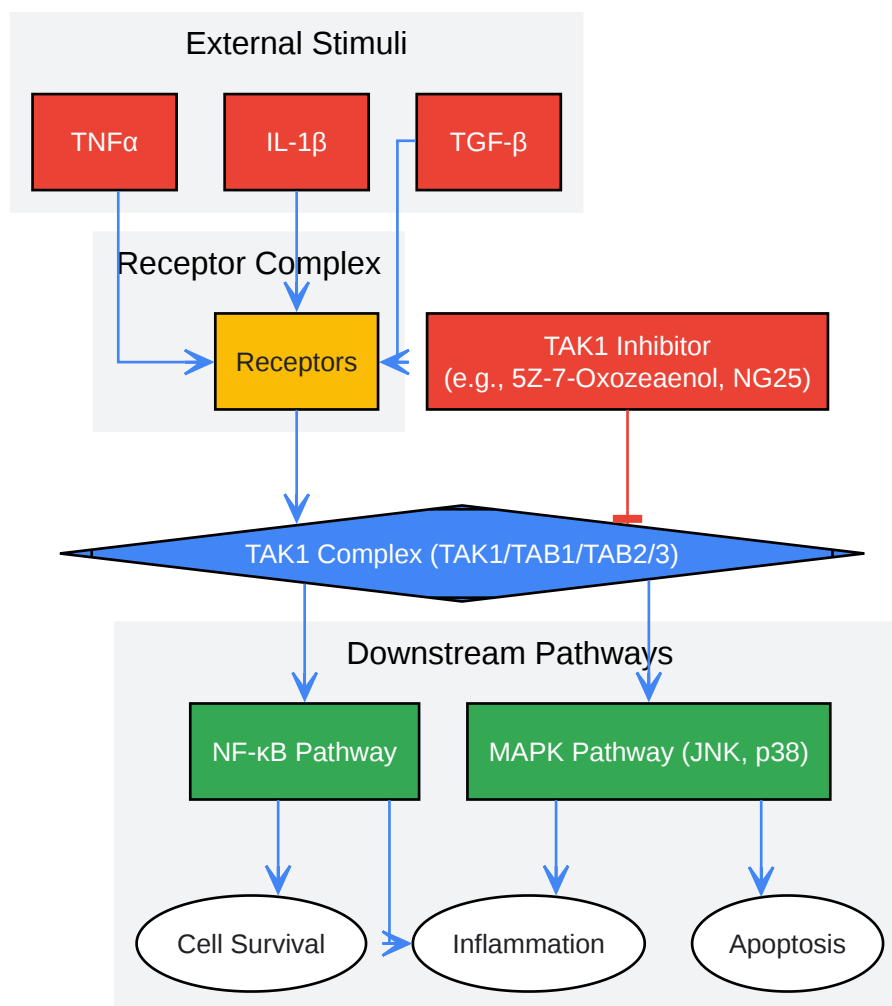 External Stimuli
TNFα
IL-1β
TGF-β
Receptor Complex
Receptors
TAK1 Inhibitor
(e.g., 5Z-7-Oxozeaenol, NG25)
TAK1 Complex (TAK1/TAB1/TAB2/3)
Downstream Pathways
NF-κB Pathway
MAPK Pathway (JNK, p38)
Cell Survival
Inflammation
Apoptosis